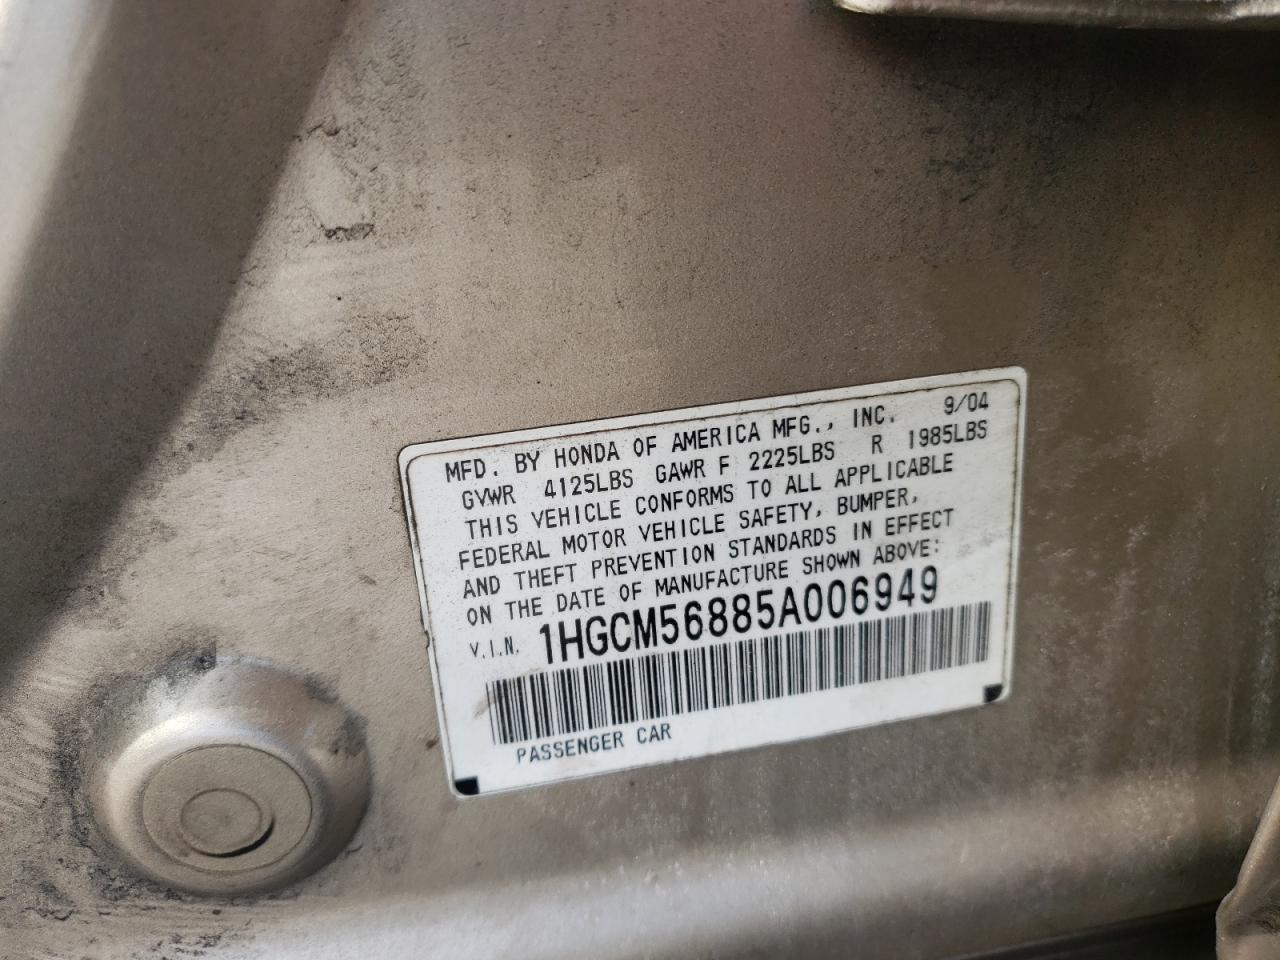 MFD. BY HONDA OF AMERICA MFG., INC. 9/04
GVWR 4125LBS GAWR F 2225LBS R 1985LBS
THIS VEHICLE CONFORMS TO ALL APPLICABLE
FEDERAL MOTOR VEHICLE SAFETY, BUMPER,
AND THEFT PREVENTION STANDARDS IN EFFECT
ON THE DATE OF MANUFACTURE SHOWN ABOVE:
V.I.N. 1HGCM56885A006949
PASSENGER CAR